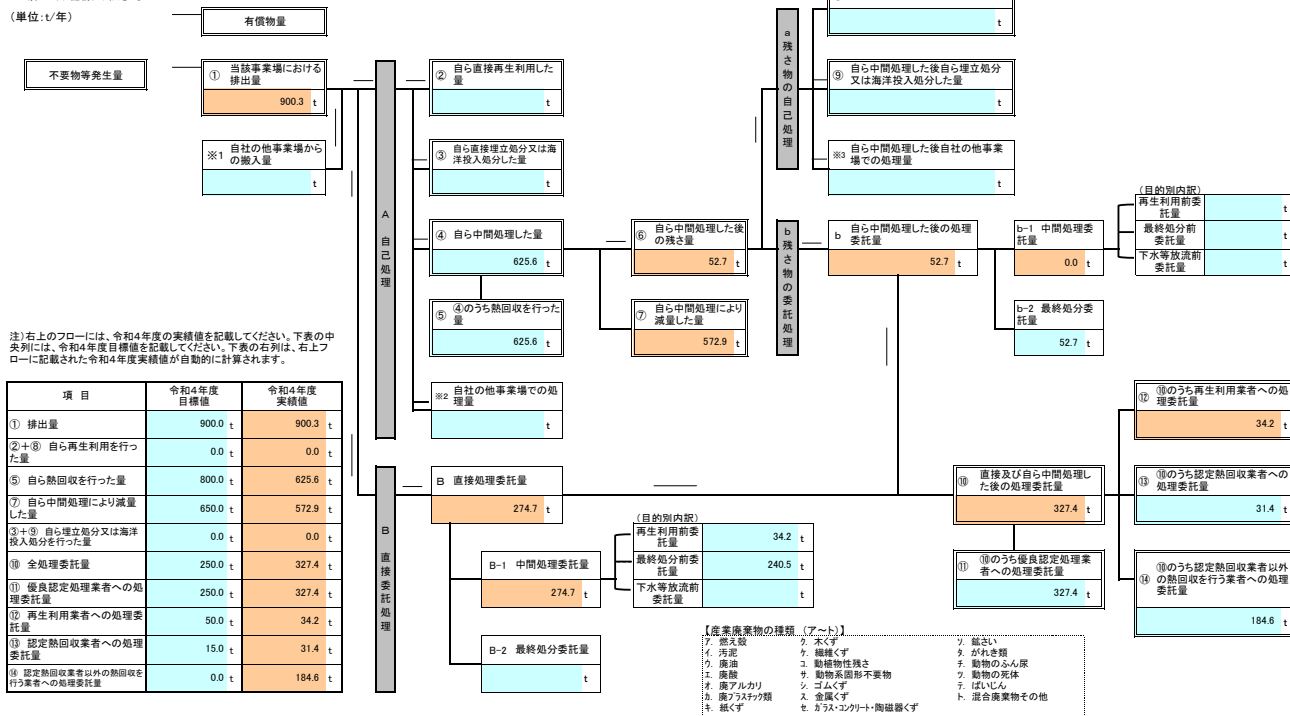 (単位:t/年)
有償物量
不要物等発生量
① 当該事業場における
排出量
900.3 t
※1 自社の他事業場から
の搬入量
t
A 自己処理
② 自ら直接再生利用した
量
t
③ 自ら直接埋立処分又は海
洋投入処分した量
t
④ 自ら中間処理した量
625.6 t
⑤ ④のうち熱回収を行った
量
625.6 t
※2 自社の他事業場での処
理量
t
⑥ 自ら中間処理した後
の残さ量
52.7 t
⑦ 自ら中間処理により
減量した量
572.9 t
a 残さ物の自己処理
t
⑨ 自ら中間処理した後自ら埋立処分
又は海洋投入処分した量
t
※3 自ら中間処理した後自社の他事業
場での処理量
t
b 残さ物の委託処理
b 自ら中間処理した後の処理
委託量
52.7 t
b-1 中間処理委
託量
0.0 t
(目的別内訳)
再生利用前委
託量 t
最終処分前
委託量 t
下水等放流前
委託量 t
b-2 最終処分委
託量
52.7 t
注)右上のフローには、令和4年度の実績値を記載してください。下表の中
央列には、令和4年度目標値を記載してください。下表の右列は、右上フ
ローに記載された令和4年度実績値が自動的に計算されます。
項 目 令和4年度 目標値 令和4年度 実績値
① 排出量 900.0 t 900.3 t
②+⑧ 自ら再生利用を行っ
た量 0.0 t 0.0 t
⑤ 自ら熱回収を行った量 800.0 t 625.6 t
⑦ 自ら中間処理により減量
した量 650.0 t 572.9 t
③+⑨ 自ら埋立処分又は海洋
投入処分を行った量 0.0 t 0.0 t
⑩ 全処理委託量 250.0 t 327.4 t
⑪ 優良認定処理業者への処
理委託量 250.0 t 327.4 t
⑫ 再生利用業者への処理委
託量 50.0 t 34.2 t
⑬ 認定熱回収業者への処理
委託量 15.0 t 31.4 t
⑭ 認定熱回収業者以外の熱回収を
行う業者への処理委託量 0.0 t 184.6 t
B 直接委託処理
B 直接処理委託量
274.7 t
B-1 中間処理委託量
274.7 t
(目的別内訳)
再生利用前委
託量 34.2 t
最終処分前委
託量 240.5 t
下水等放流前
委託量 t
B-2 最終処分委託量
t
⑩ 直接及び自ら中間処理し
た後の処理委託量
327.4 t
⑪ ⑩のうち優良認定処理業
者への処理委託量
327.4 t
⑫ ⑩のうち再生利用業者への処
理委託量
34.2 t
⑬ ⑩のうち認定熱回収業者への
処理委託量
31.4 t
⑭ ⑩のうち認定熱回収業者以外
の熱回収を行う業者への処理
委託量
184.6 t
【産業廃棄物の種類 (ア~ト)】
ア. 燃え殻 ク. 木くず ソ. 鉱さい
イ. 汚泥 ケ. 繊維くず タ. がれき類
ウ. 廃油 コ. 動植物性残さ チ. 動物のふん尿
エ. 廃酸 サ. 動物系固形不要物 ツ. 動物の死体
オ. 廃アルカリ シ. ゴムくず テ. ばいじん
カ. 廃プラスチック類 ス. 金属くず ト. 混合廃棄物その他
キ. 紙くず セ. ガラス・コンクリート・陶磁器くず